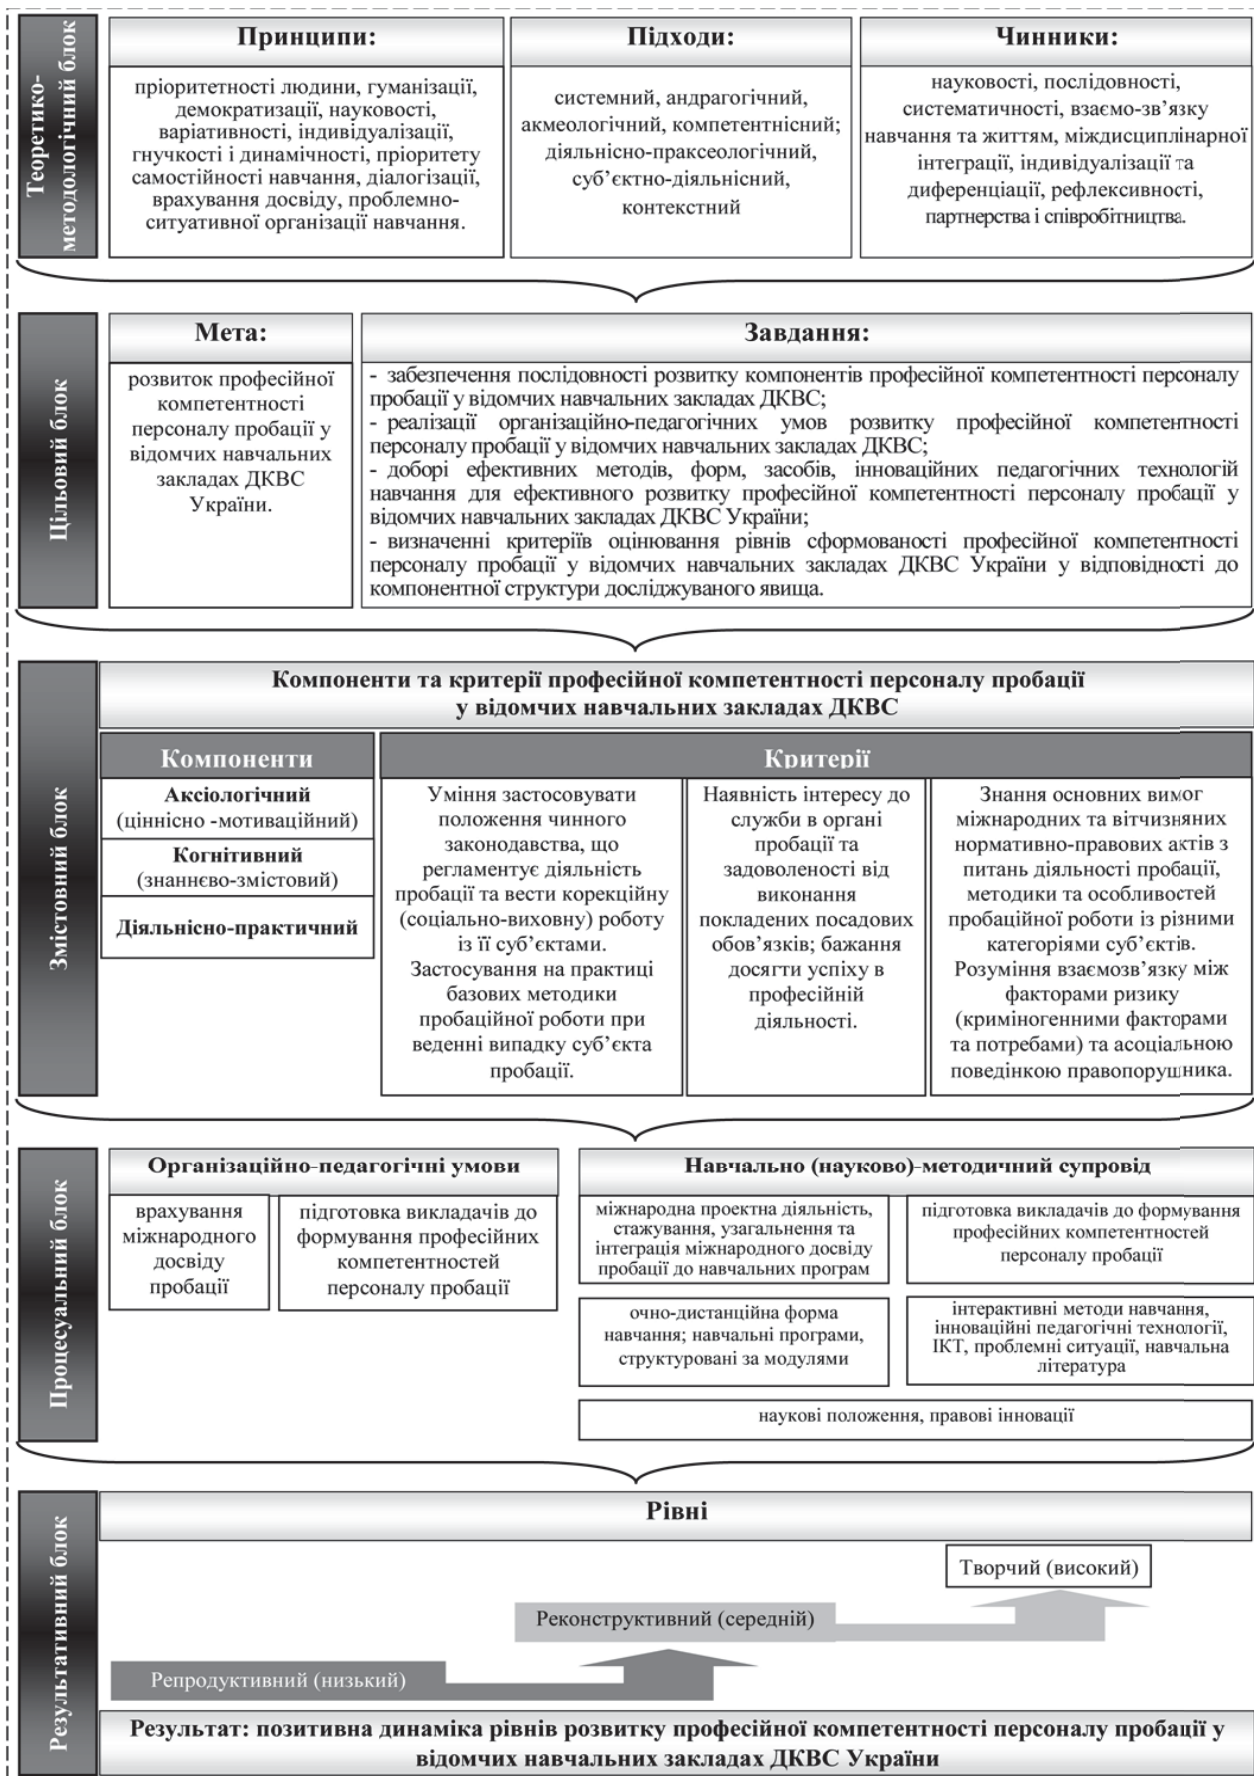 Теоретико-
методологічний блок
Принципи:
пріоритетності людини, гуманізації,
демократизації, науковості,
варіативності, індивідуалізації,
гнучкості і динамічності, пріоритету
самостійності навчання, діалогізації,
врахування досвіду, проблемно-
ситуативної організації навчання.
Підходи:
системний, андрагогічний,
акмеологічний, компетентнісний;
діяльнісно-праксеологічний,
суб’єктно-діяльнісний,
контекстний
Чинники:
науковості, послідовності,
систематичності, взаємо-зв’язку
навчання та життям, міждисциплінарної
інтеграції, індивідуалізації та
диференціації, рефлексивності,
партнерства і співробітництва.
Цільовий блок
Мета:
розвиток професійної
компетентності
персоналу пробації у
відомчих навчальних
закладах ДКВС
України.
Завдання:
- забезпечення послідовності розвитку компонентів професійної компетентності персоналу
пробації у відомчих навчальних закладах ДКВС;
- реалізації організаційно-педагогічних умов розвитку професійної компетентності
персоналу пробації у відомчих навчальних закладах ДКВС;
- доборі ефективних методів, форм, засобів, інноваційних педагогічних технологій
навчання для ефективного розвитку професійної компетентності персоналу пробації у
відомчих навчальних закладах ДКВС України;
- визначенні критеріїв оцінювання рівнів сформованості професійної компетентності
персоналу пробації у відомчих навчальних закладах ДКВС України у відповідності до
компонентної структури досліджуваного явища.
Змістовний блок
Компоненти та критерії професійної компетентності персоналу пробації
у відомчих навчальних закладах ДКВС
Компоненти
Аксіологічний
(ціннісно -мотиваційний)
Когнітивний
(знаннєво-змістовий)
Діяльнісно-практичний
Критерії
Уміння застосовувати
положення чинного
законодавства, що
регламентує діяльність
пробації та вести корекційну
(соціально-виховну) роботу
із її суб’єктами.
Застосування на практиці
базових методики
пробаційної роботи при
веденні випадку суб’єкта
пробації.
Наявність інтересу до
служби в органі
пробації та
задоволеності від
виконання
покладених посадових
обов’язків; бажання
досягти успіху в
професійній
діяльності.
Знання основних вимог
міжнародних та вітчизняних
нормативно-правових актів з
питань діяльності пробації,
методики та особливостей
пробаційної роботи із різними
категоріями суб’єктів.
Розуміння взаємозв’язку між
факторами ризику
(криміногенними факторами
та потребами) та асоціальною
поведінкою правопорушника.
Процесуальний блок
Організаційно-педагогічні умови
врахування
міжнародного
досвіду
пробації
підготовка викладачів до
формування професійних
компетентностей
персоналу пробації
Навчально (науково)-методичний супровід
міжнародна проектна діяльність,
стажування, узагальнення та
інтеграція міжнародного досвіду
пробації до навчальних програм
підготовка викладачів до формування
професійних компетентностей
персоналу пробації
очно-дистанційна форма
навчання; навчальні програми,
структуровані за модулями
інтерактивні методи навчання,
інноваційні педагогічні технології,
ІКТ, проблемні ситуації, навчальна
література
наукові положення, правові інновації
Результативний блок
Рівні
Творчий (високий)
Реконструктивний (середній)
Репродуктивний (низький)
Результат: позитивна динаміка рівнів розвитку професійної компетентності персоналу пробації у
відомчих навчальних закладах ДКВС України